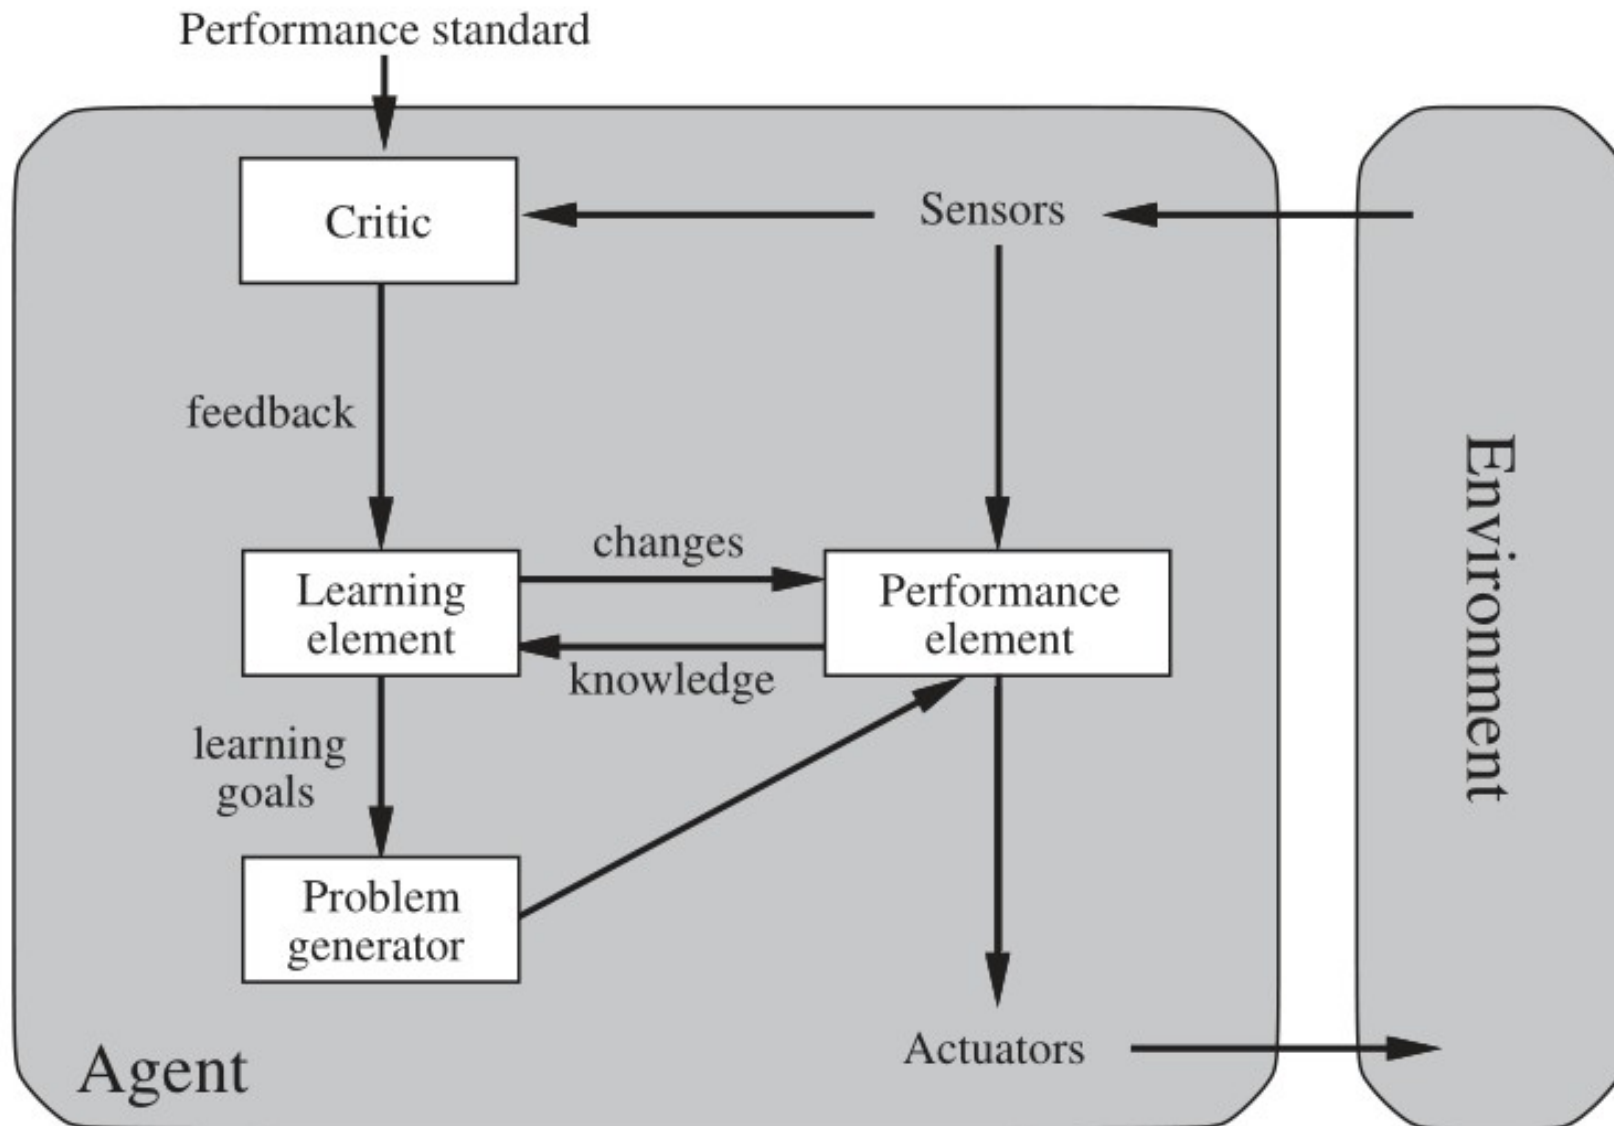 Performance standard
Critic
Sensors
feedback
changes
Learning
element
Performance
element
knowledge
learning
goals
Problem
generator
Agent
Actuators
Environment